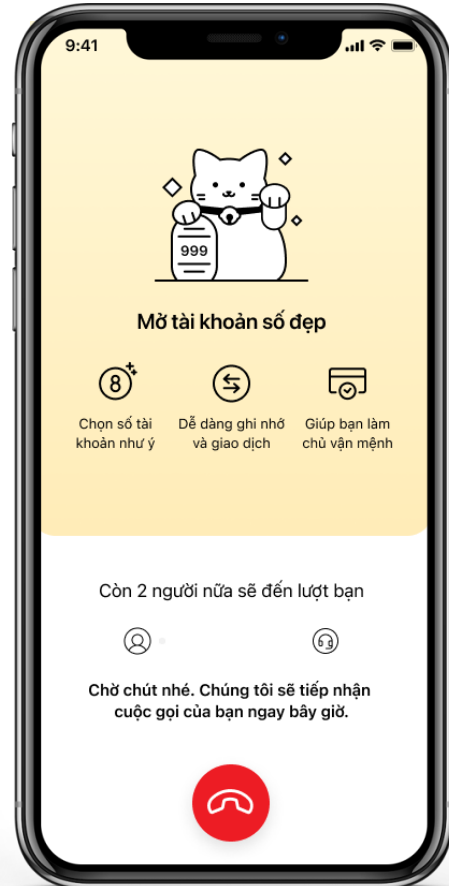 9:41
999
Mở tài khoản số đẹp
8
Chọn số tài
khoản như ý
Dễ dàng ghi nhớ
và giao dịch
Giúp bạn làm
chủ vận mệnh
Còn 2 người nữa sẽ đến lượt bạn
Chờ chút nhé. Chúng tôi sẽ tiếp nhận
cuộc gọi của bạn ngay bây giờ.